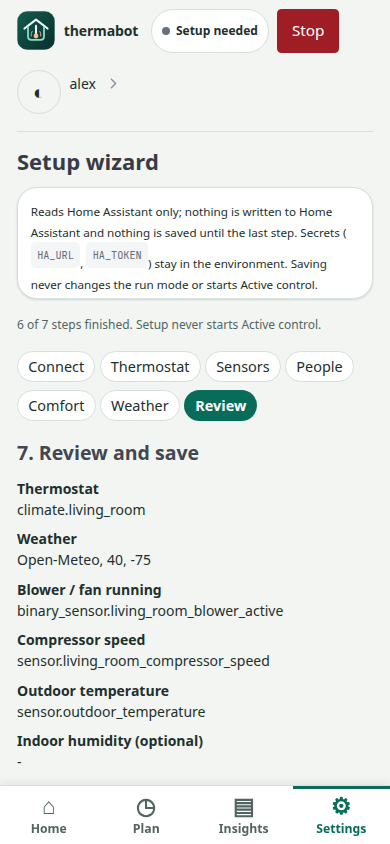 thermabot
Setup needed
Stop
alex
Setup wizard
Reads Home Assistant only; nothing is written to Home
Assistant and nothing is saved until the last step. Secrets (
HA_URL , HA_TOKEN ) stay in the environment. Saving
never changes the run mode or starts Active control.
6 of 7 steps finished. Setup never starts Active control.
Connect Thermostat Sensors People
Comfort Weather Review
7. Review and save
Thermostat
climate.living_room
Weather
Open-Meteo, 40, -75
Blower / fan running
binary_sensor.living_room_blower_active
Compressor speed
sensor.living_room_compressor_speed
Outdoor temperature
sensor.outdoor_temperature
Indoor humidity (optional)
-
Home Plan Insights Settings